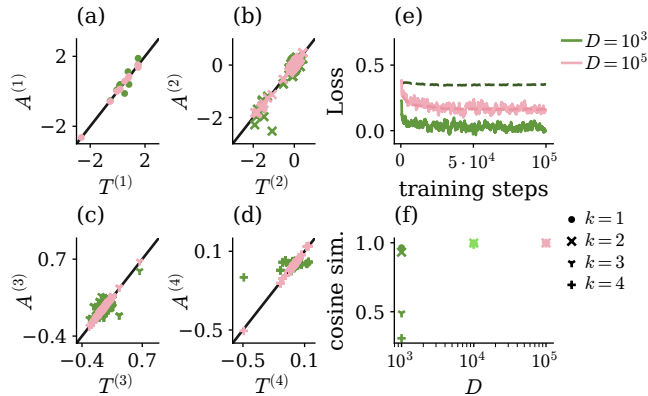 (a)
2
−2
A^{(1)}
−2
2
T^{(1)}
(b)
0
−2
A^{(2)}
−2
0
T^{(2)}
(e)
0.5
0.0
Loss
0
5 · 10^4
10^5
training steps
D = 10^3
D = 10^5
(c)
0.7
−0.4
A^{(3)}
−0.4
0.7
T^{(3)}
(d)
0.1
−0.5
A^{(4)}
−0.5
0.1
T^{(4)}
(f)
1.0
0.5
cosine sim.
10^3
10^4
10^5
D
k = 1
k = 2
k = 3
k = 4